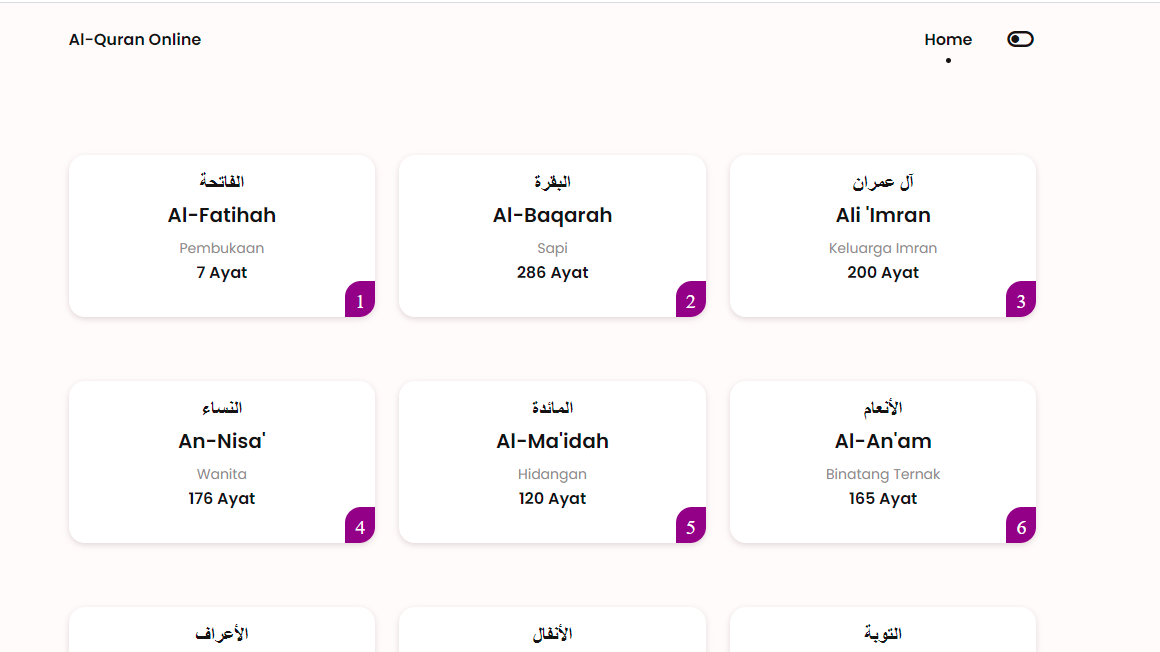 Al-Quran Online
Home
الفاتحة
Al-Fatihah
Pembukaan
7 Ayat
1
البقرة
Al-Baqarah
Sapi
286 Ayat
2
آل عمران
Ali 'Imran
Keluarga Imran
200 Ayat
3
النساء
An-Nisa'
Wanita
176 Ayat
4
المائدة
Al-Ma'idah
Hidangan
120 Ayat
5
الأنعام
Al-An'am
Binatang Ternak
165 Ayat
6
الأعراف
الأنفال
التوبة